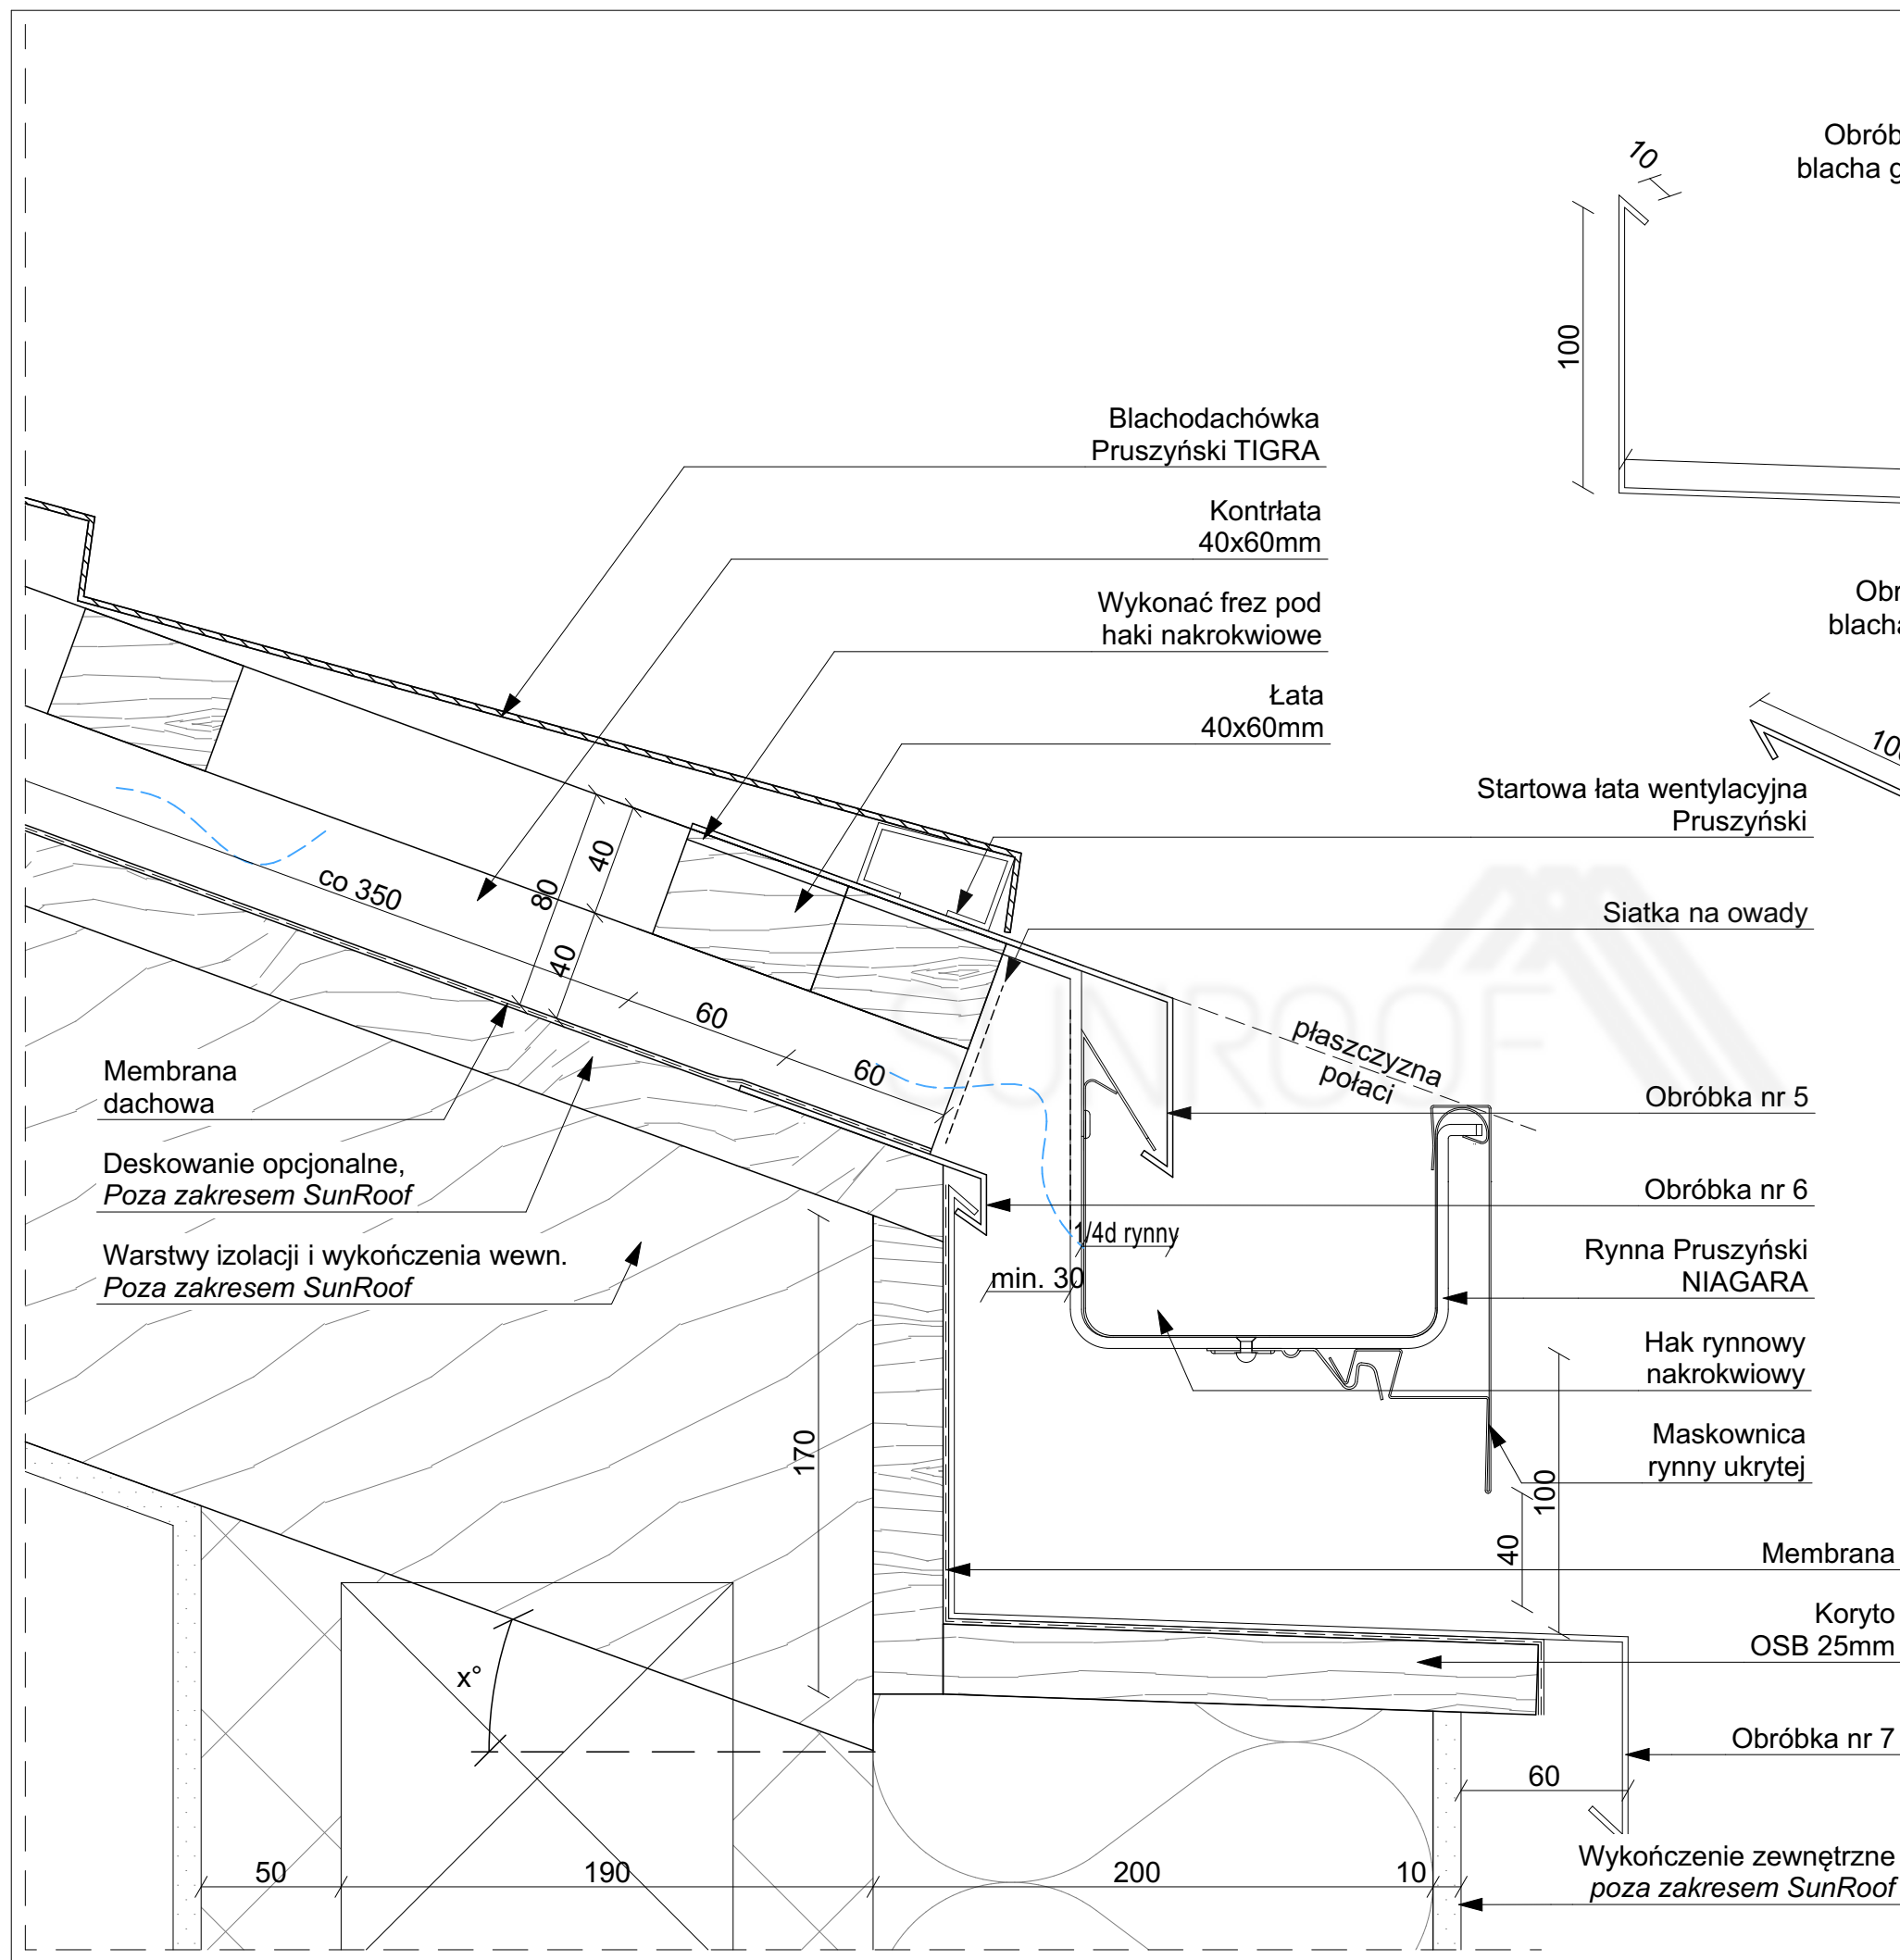 10
Obrób
blacha g
100
Blachodachówka
Pruszyński TIGRA
Kontrłata
40x60mm
Wykonać frez pod
haki nakrokwiowe
Łata
40x60mm
Obr
blacha
100
Startowa łata wentylacyjna
Pruszyński
Siatka na owady
SUNROOF
co 350
80
40
40
60
60
płaszczyzna
połaci
Membrana
dachowa
Deskowanie opcjonalne,
Poza zakresem SunRoof
Warstwy izolacji i wykończenia wewn.
Poza zakresem SunRoof
Obróbka nr 5
Obróbka nr 6
1/4d rynny
min. 30
Rynna Pruszyński
NIAGARA
Hak rynnowy
nakrokwiowy
Maskownica
rynny ukrytej
170
100
40
Membrana
Koryto
OSB 25mm
x°
Obróbka nr 7
60
Wykończenie zewnętrzne
poza zakresem SunRoof
50
190
200
10